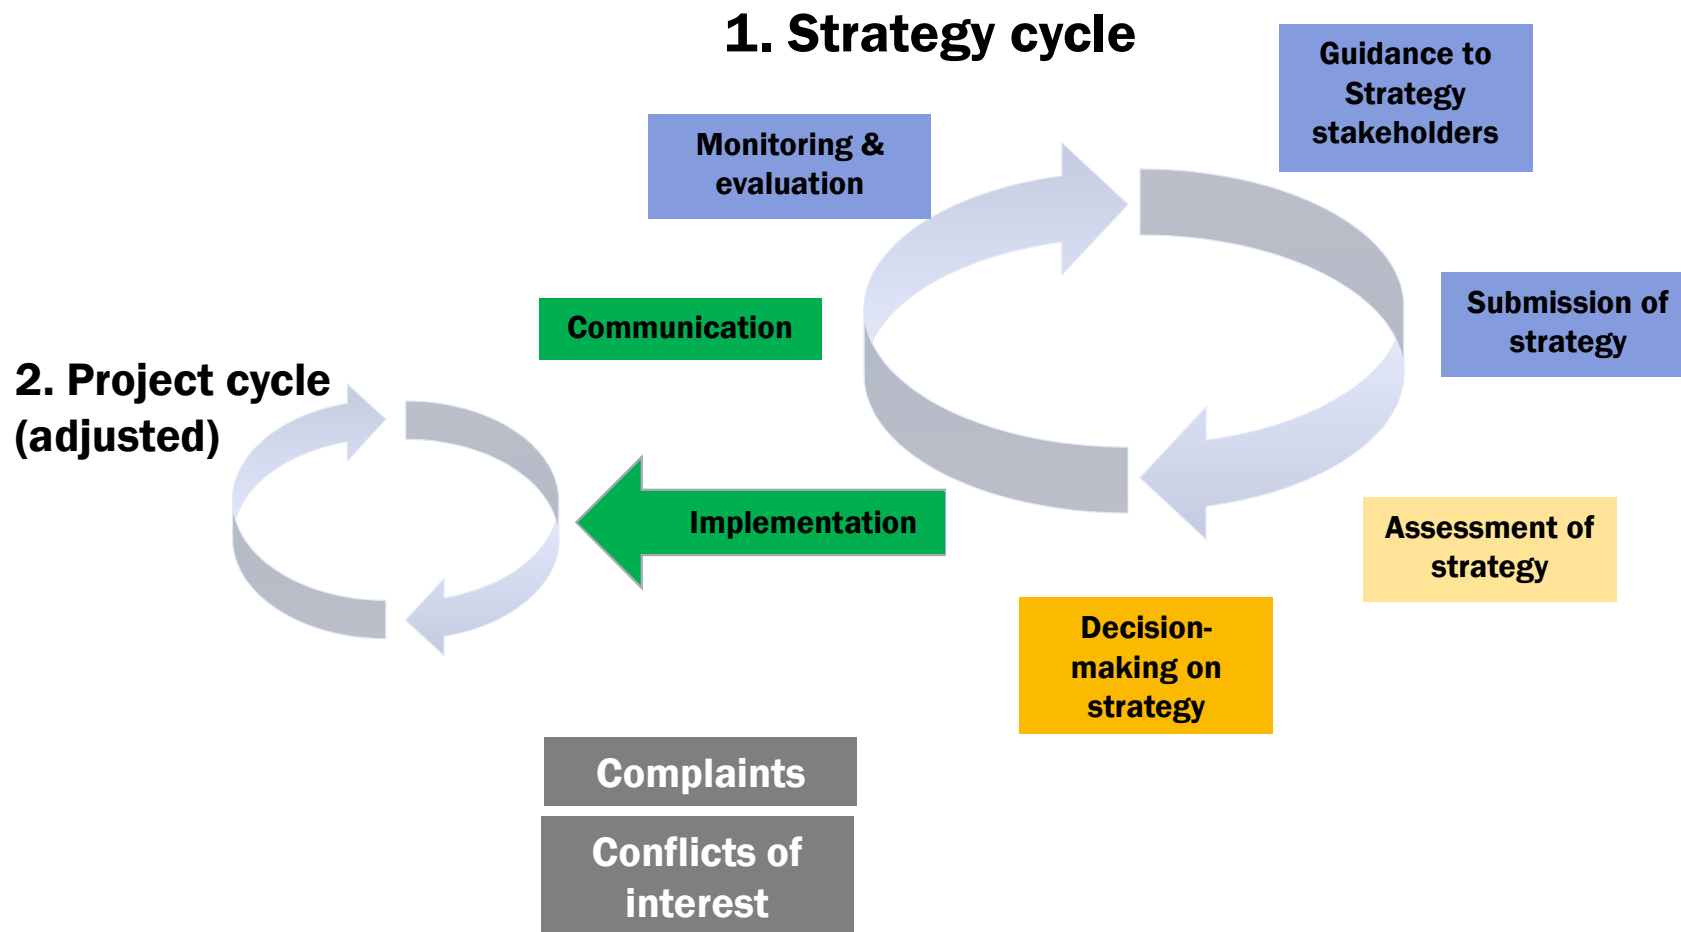 1. Strategy cycle
Guidance to
Strategy
stakeholders
Monitoring &
evaluation
Submission of
strategy
Communication
2. Project cycle
(adjusted)
Implementation
Assessment of
strategy
Decision-
making on
strategy
Complaints
Conflicts of
interest